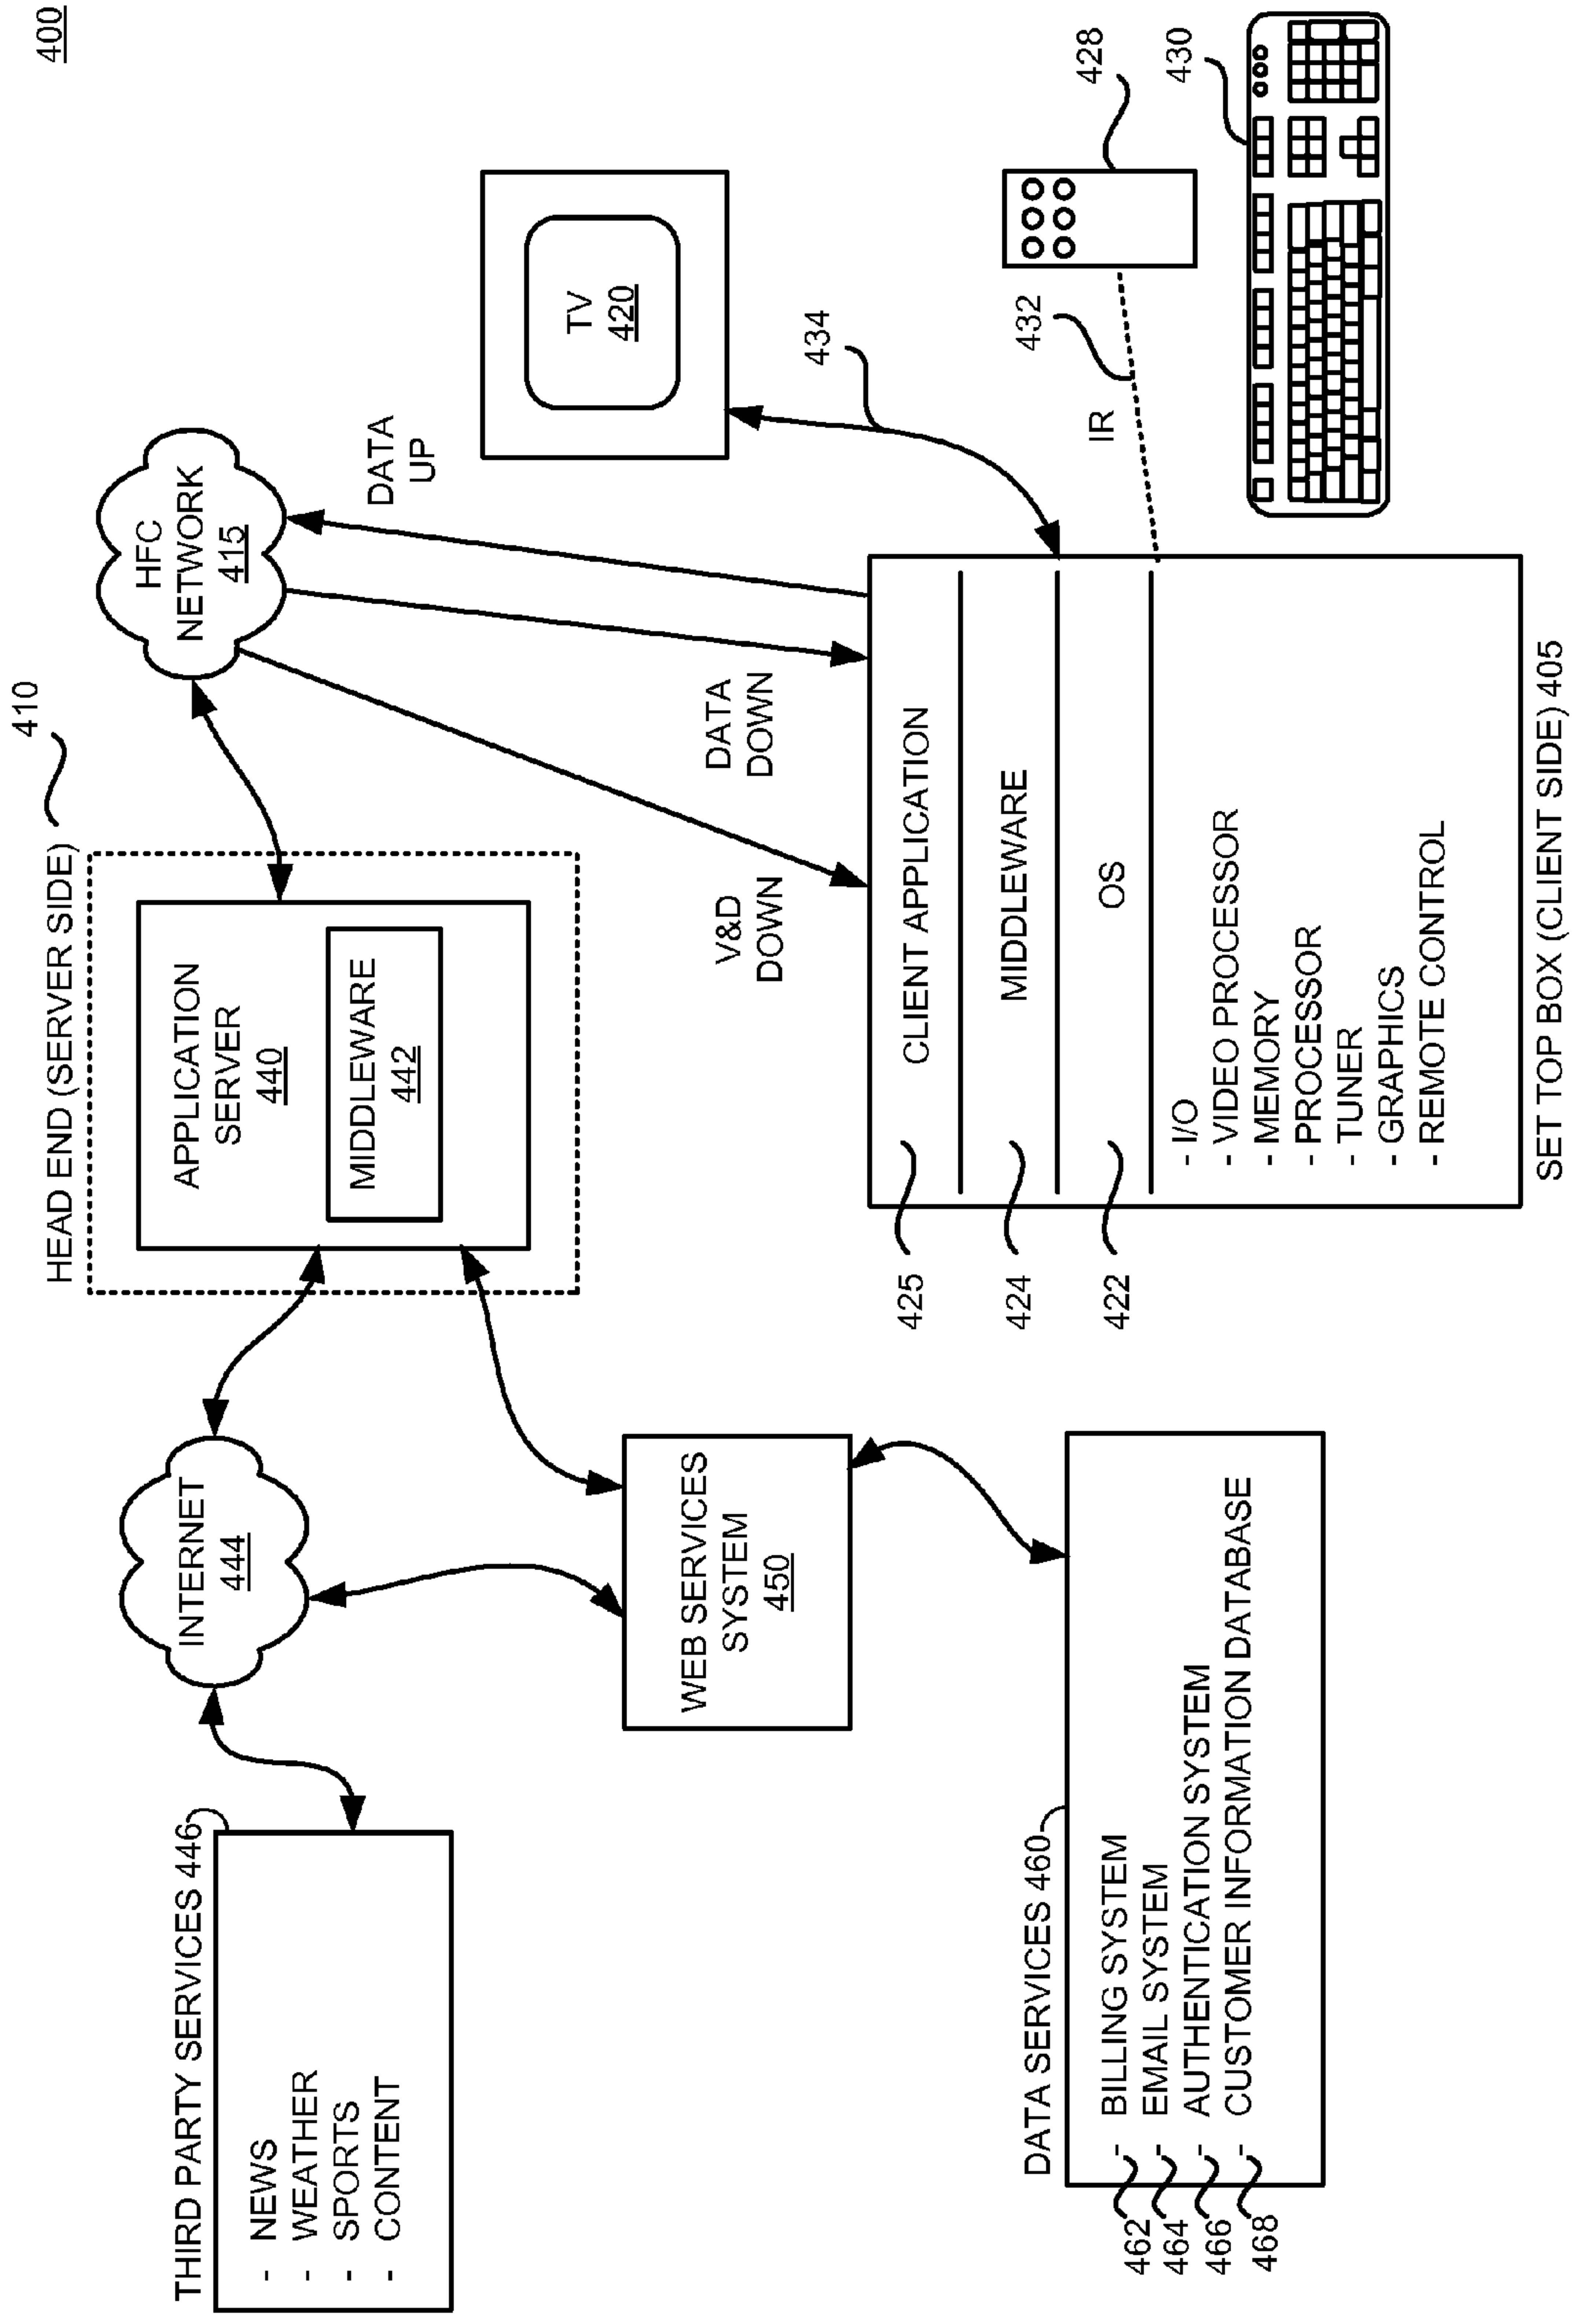 400
HEAD END (SERVER SIDE)
410
THIRD PARTY SERVICES 446
- NEWS
- WEATHER
- SPORTS
- CONTENT
INTERNET
444
APPLICATION
SERVER
440
MIDDLEWARE
442
HFC
NETWORK
415
DATA
UP
DATA
DOWN
V&D
DOWN
TV
420
434
WEB SERVICES
SYSTEM
450
DATA SERVICES 460
- BILLING SYSTEM
- EMAIL SYSTEM
- AUTHENTICATION SYSTEM
- CUSTOMER INFORMATION DATABASE
462
464
466
468
425
424
422
CLIENT APPLICATION
MIDDLEWARE
OS
- I/O
- VIDEO PROCESSOR
- MEMORY
- PROCESSOR
- TUNER
- GRAPHICS
- REMOTE CONTROL
SET TOP BOX (CLIENT SIDE) 405
IR
432
428
430